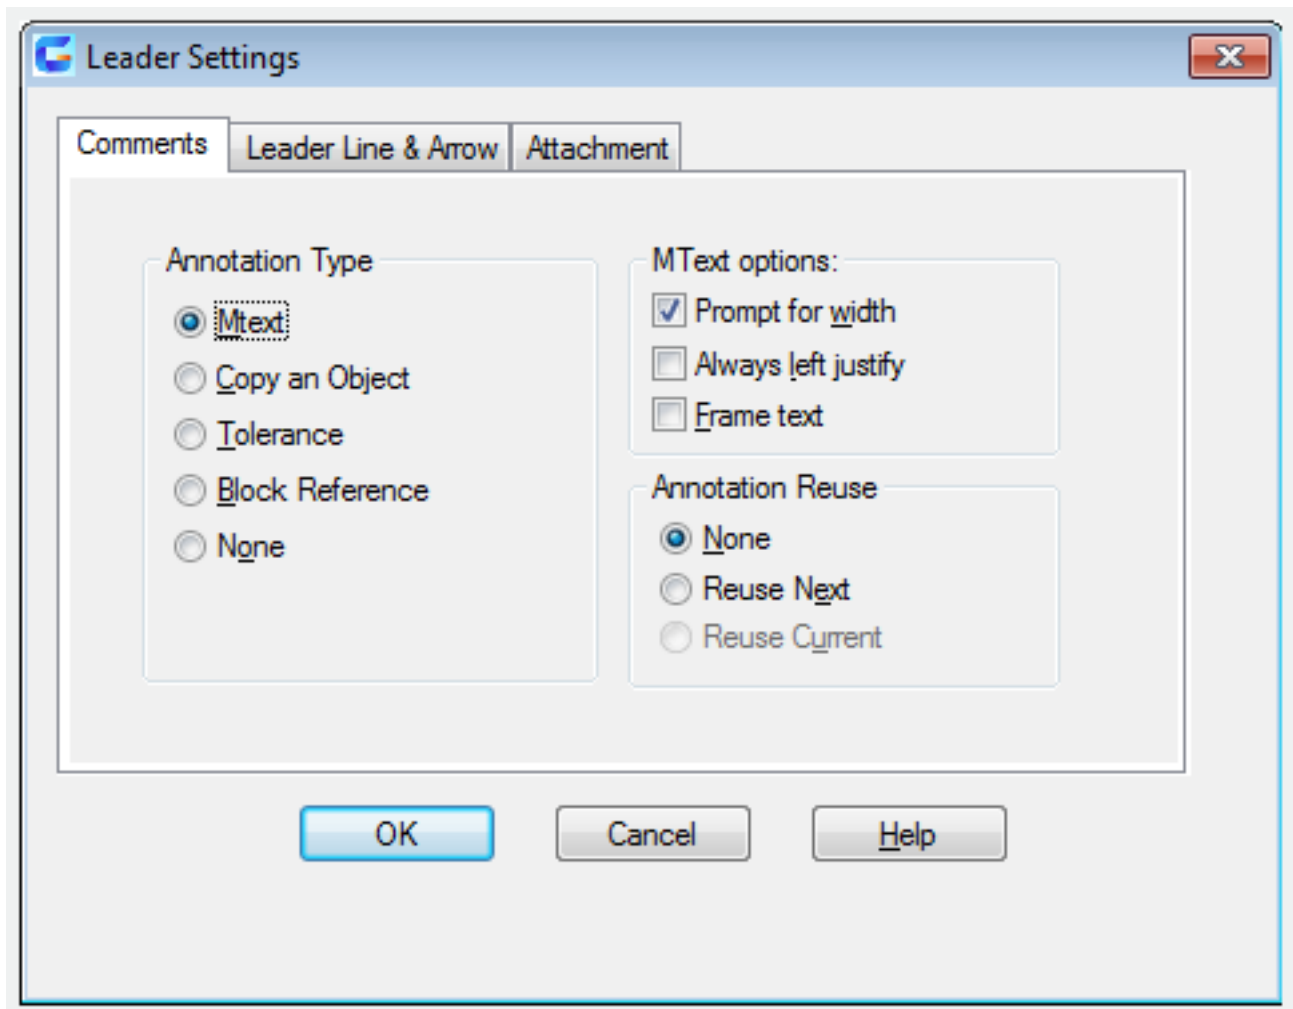 Leader Settings
Comments
Leader Line & Arrow
Attachment
Annotation Type
Mtext
Copy an Object
Tolerance
Block Reference
None
MText options:
Prompt for width
Always left justify
Frame text
Annotation Reuse
None
Reuse Next
Reuse Current
OK
Cancel
Help